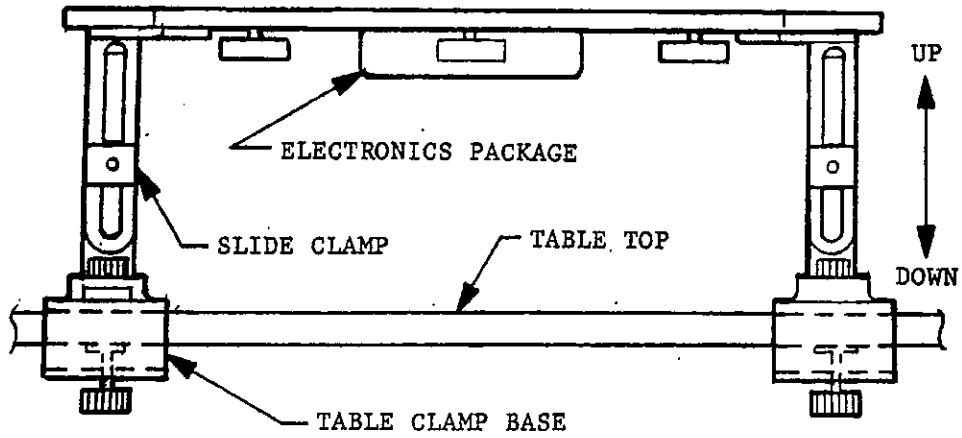 UP
ELECTRONICS PACKAGE
SLIDE CLAMP
TABLE TOP
DOWN
TABLE CLAMP BASE